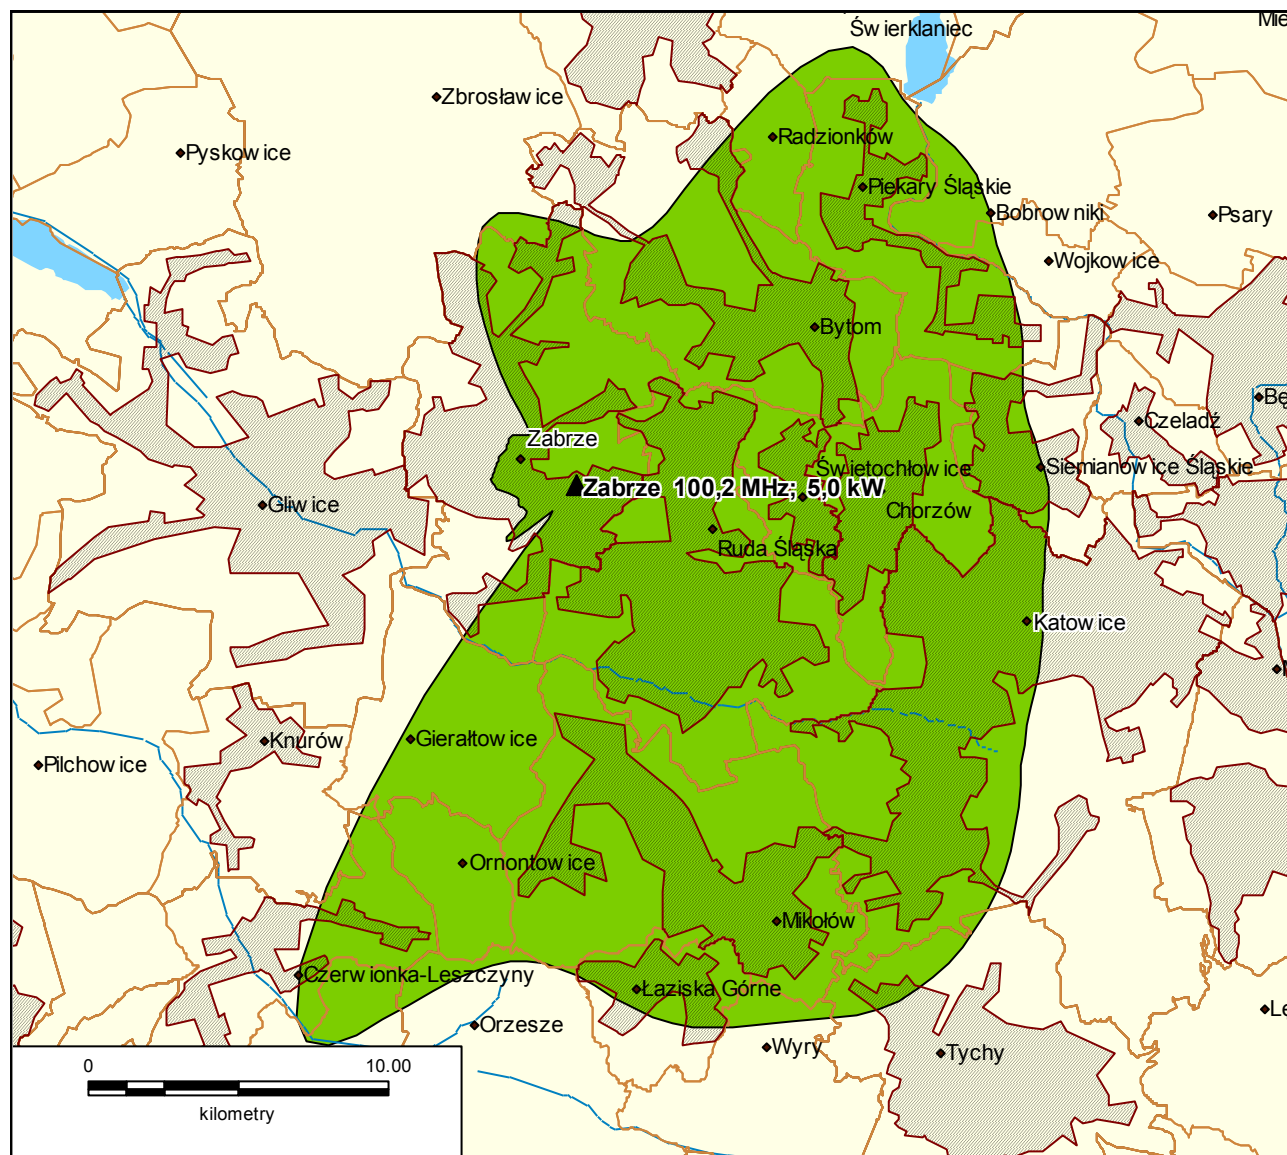 Mie
Świerklaniec
Zbrosławice
Radzionków
Pyskowice
Piekary Śląskie
Bobrowniki
Psary
Wojkowice
Bytom
Bę
Czeladź
Zabrze
Świetochłowice
Siemianowice Śląskie
Zabrze 100,2 MHz; 5,0 kW
Gliwice
Chorzów
Ruda Śląska
Katowice
Gierałtowice
Knurów
Pilchowice
Ornontowice
Mikołów
Czerwionka-Leszczyny
Łaziska Górne
Orzesze
Le
Wyry
Tychy
0 10.00
kilometry